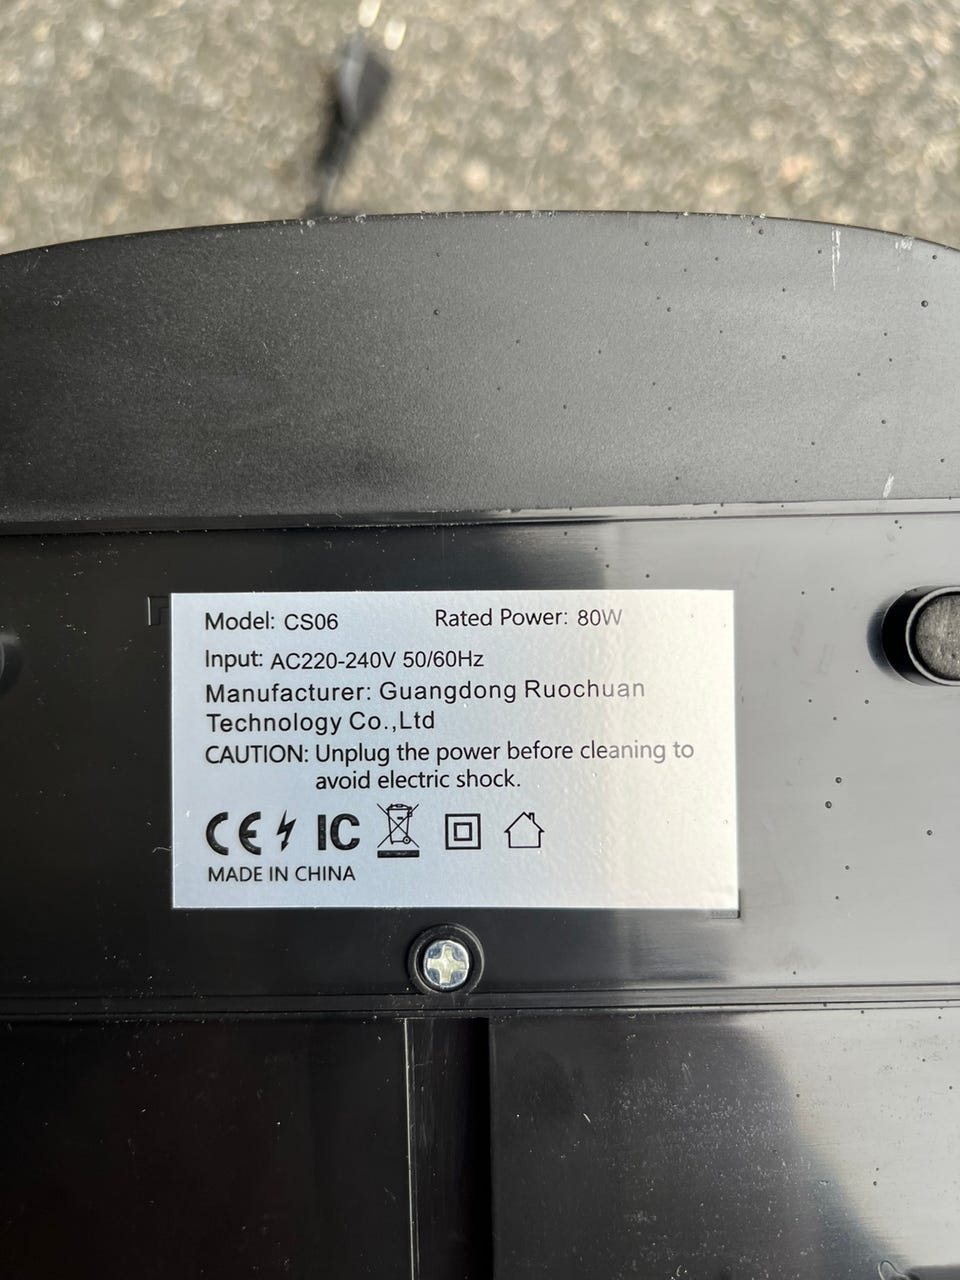 Model: CS06 Rated Power: 80W
Input: AC220-240V 50/60Hz
Manufacturer: Guangdong Ruochuan
Technology Co.,Ltd
CAUTION: Unplug the power before cleaning to
avoid electric shock.
CE IC
MADE IN CHINA